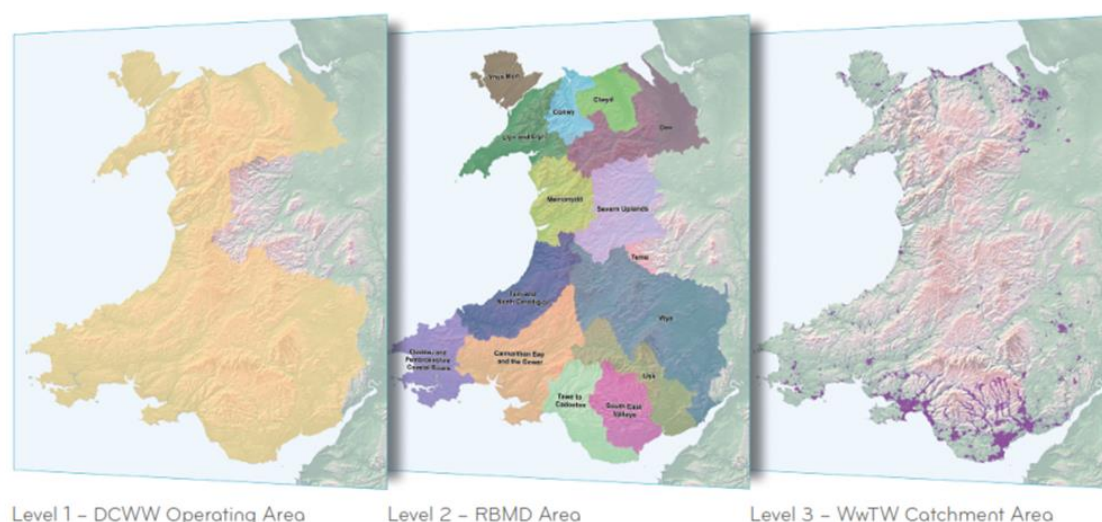 Ynys Môn
Conwy
Clwyd
Dee
Llyn and Eryri
Meirionydd
Severn Uplands
Teme
Teifi and
North Ceredigion
Wye
Cleddau and
Pembrokeshire
Coastal Rivers
Carmarthen Bay
and the Gower
Usk
Tawe to
Cadoxton
South East
Valleys
Level 1 – DCWW Operating Area
Level 2 – RBMD Area
Level 3 – WwTW Catchment Area